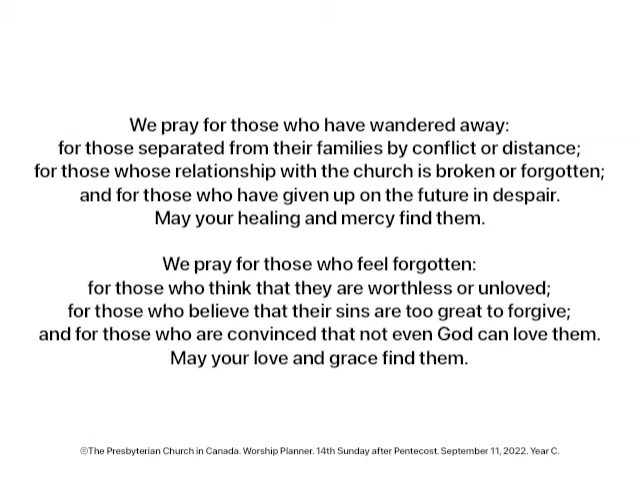 We pray for those who have wandered away:
for those separated from their families by conflict or distance;
for those whose relationship with the church is broken or forgotten;
and for those who have given up on the future in despair.
May your healing and mercy find them.
We pray for those who feel forgotten:
for those who think that they are worthless or unloved;
for those who believe that their sins are too great to forgive;
and for those who are convinced that not even God can love them.
May your love and grace find them.
©The Presbyterian Church in Canada. Worship Planner. 14th Sunday after Pentecost. September 11, 2022. Year C.